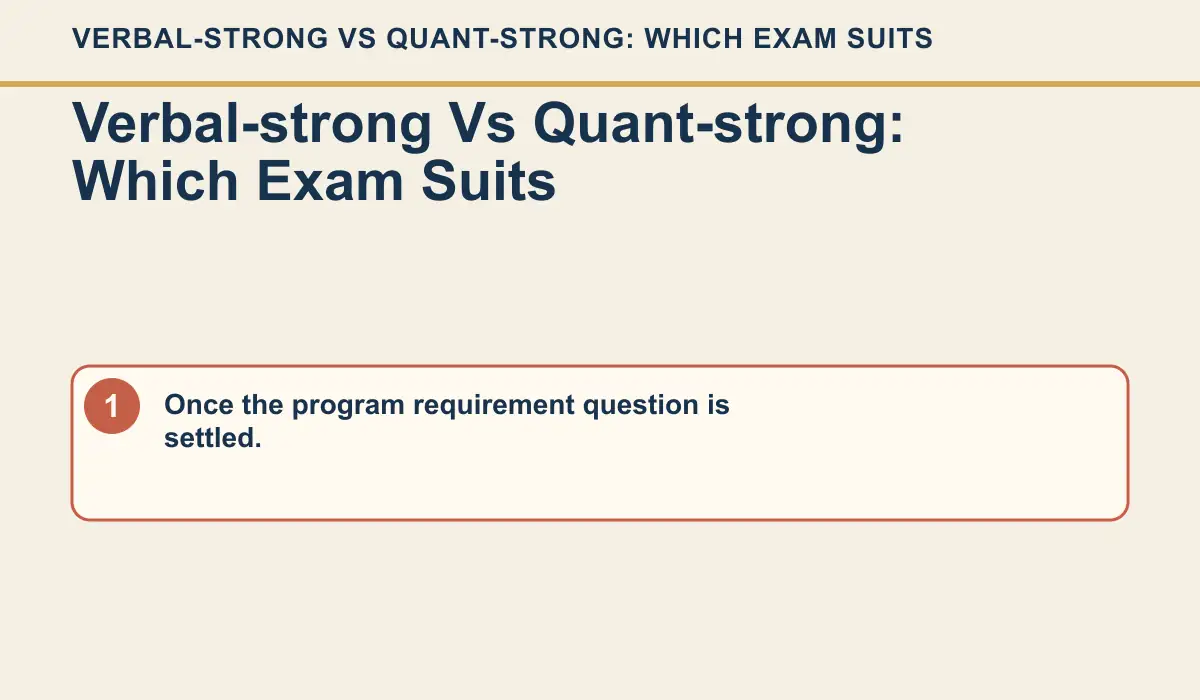 VERBAL-STRONG VS QUANT-STRONG: WHICH EXAM SUITS
Verbal-strong Vs Quant-strong:
Which Exam Suits
1
Once the program requirement question is
settled.